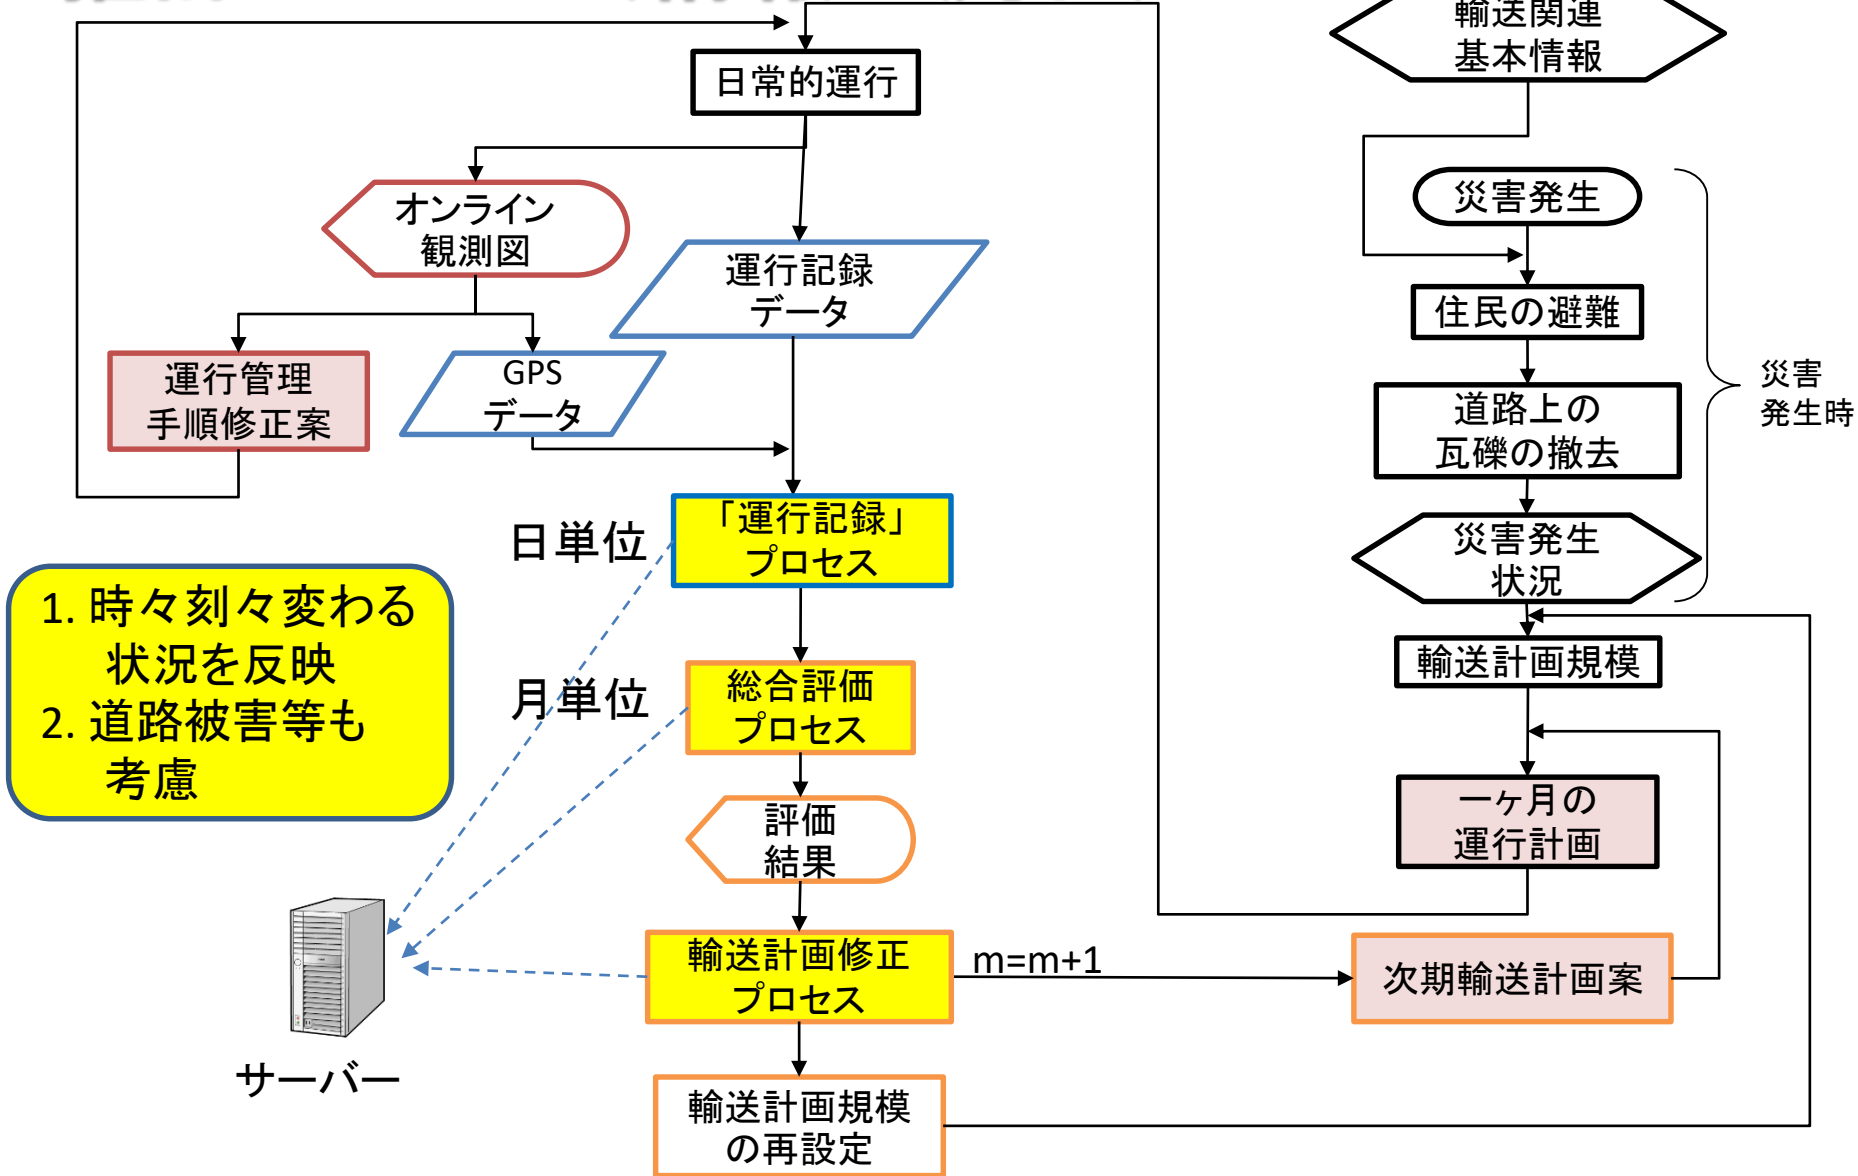 輸送関連
基本情報
日常的運行
災害発生
オンライン
観測図
運行記録
データ
住民の避難
運行管理
手順修正案
GPS
データ
道路上の
瓦礫の撤去
災害
発生時
「運行記録」
プロセス
日単位
災害発生
状況
1. 時々刻々変わる
状況を反映
2. 道路被害等も
考慮
輸送計画規模
月単位
総合評価
プロセス
一ヶ月の
運行計画
評価
結果
輸送計画修正
プロセス
m=m+1
次期輸送計画案
サーバー
輸送計画規模
の再設定